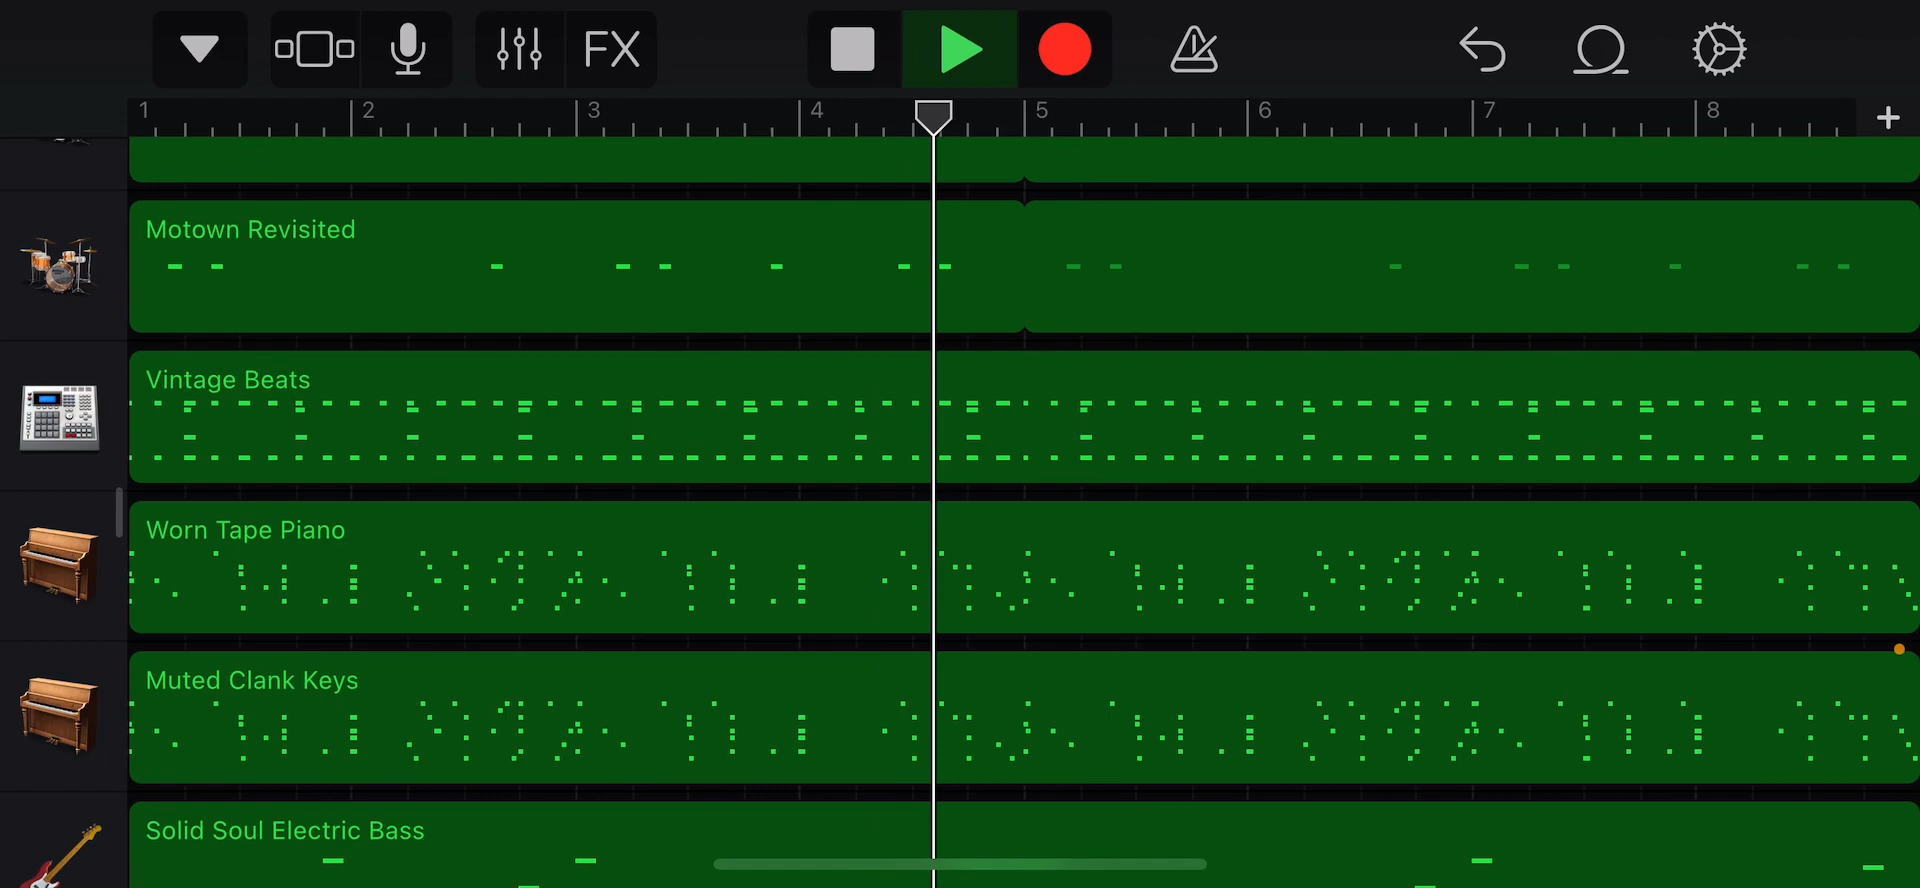 FX
1 2 3 4 5 6 7 8
Motown Revisited
Vintage Beats
Worn Tape Piano
Muted Clank Keys
Solid Soul Electric Bass